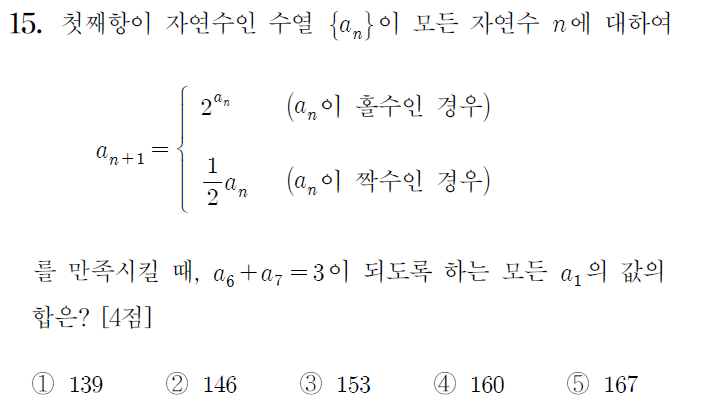 15. 첫째항이 자연수인 수열 {aₙ}이 모든 자연수 n에 대하여
aₙ₊₁ = { 2^{aₙ} (aₙ이 홀수인 경우)
1/2 aₙ (aₙ이 짝수인 경우)
를 만족시킬 때, a₆+a₇=3이 되도록 하는 모든 a₁의 값의
합은? [4점]
① 139 ② 146 ③ 153 ④ 160 ⑤ 167